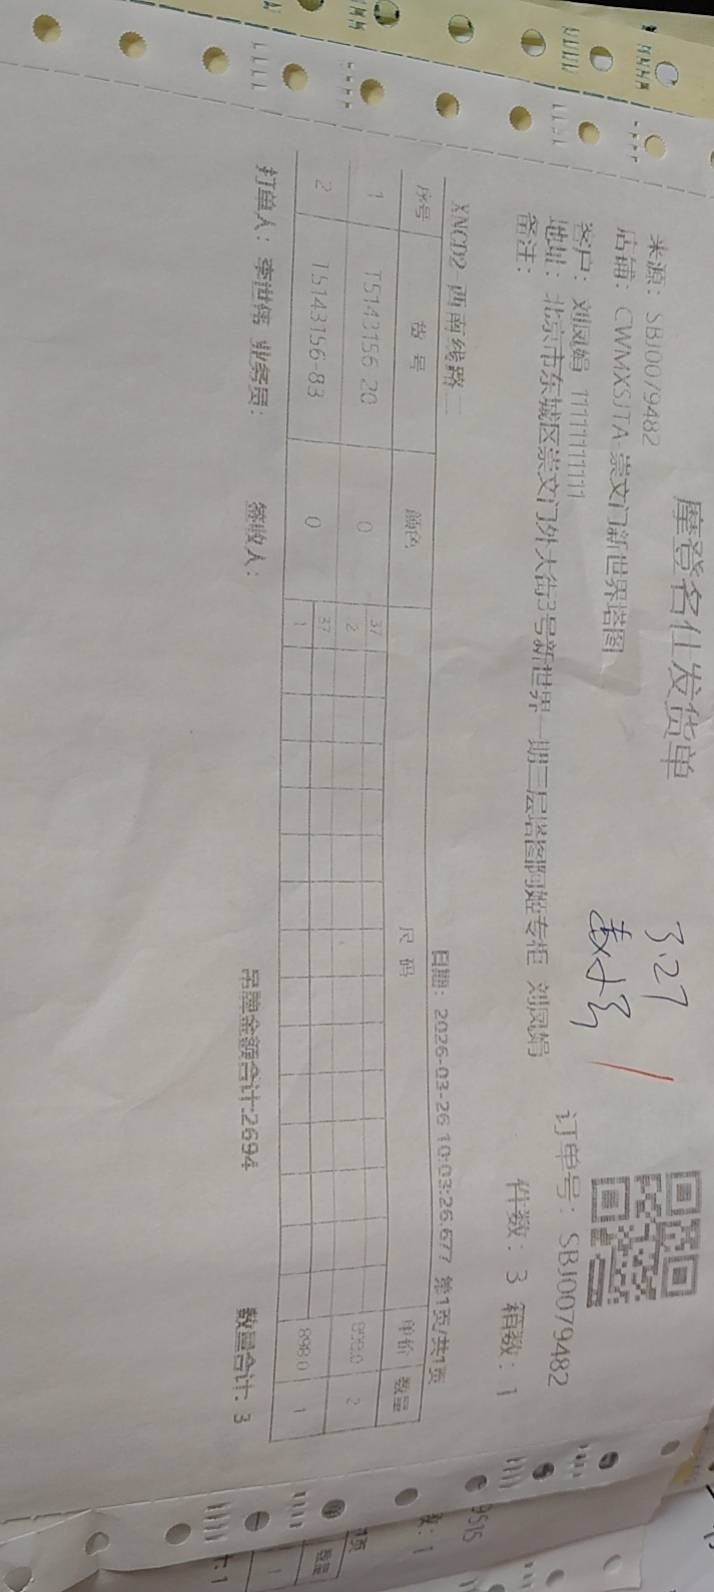 摩登名仕发货单
3.27
来源：SBJ0079482
店铺：CWMXSJTA-崇文门新世界塔图
订单号：SBJ0079482
客户：刘凤娟 11111111111
地址：北京市东城区崇文门外大街3号新世界一期三层塔图阿姬专柜 刘凤娟
件数：3 箱数：1
备注：
XNCD2 西南线路二
日期：2026-03-26 10:03:26.677 第1页/共1页
序号 货号 颜色 尺码 单价 数量
37
1 T5143156-20 0 2 898.0 2
37
2 T5143156-83 0 1 898.0 1
打单人：李世伟 业务员： 签收人： 吊牌金额合计:2694 数量合计: 3